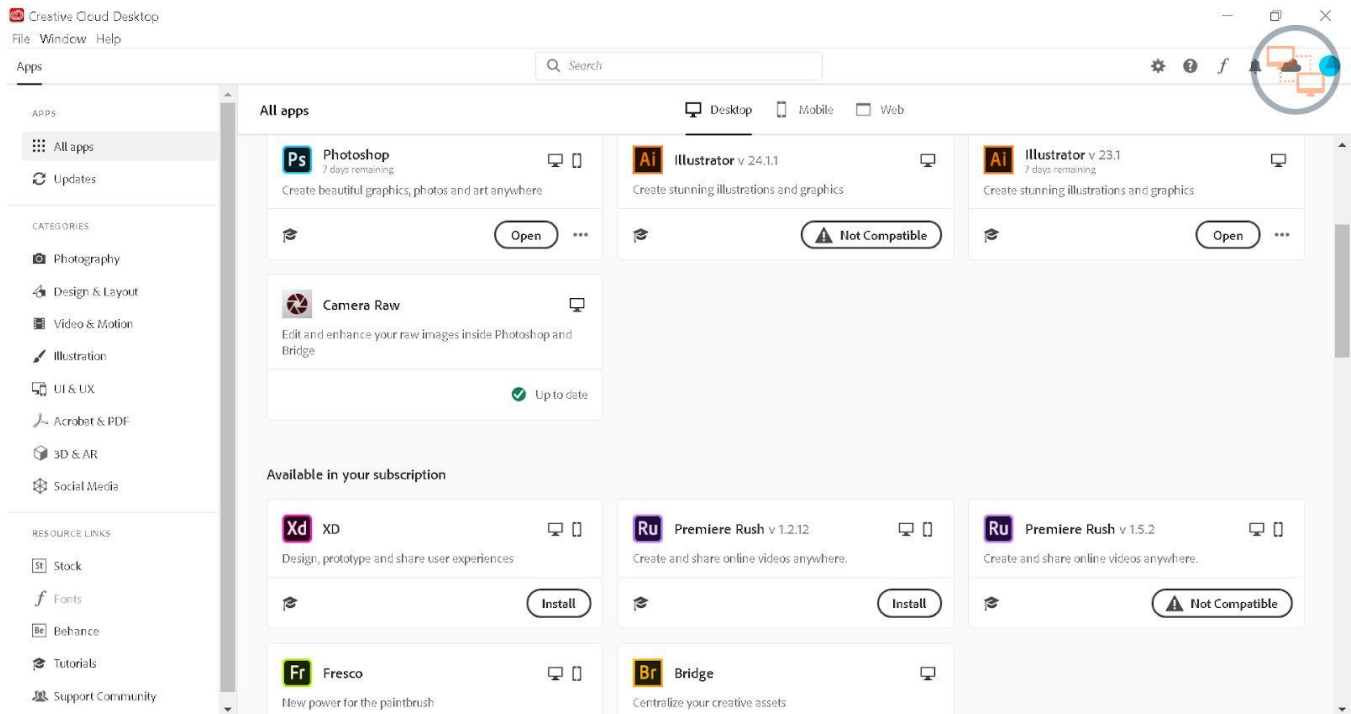 Creative Cloud Desktop
File Window Help
Apps
Search
f
APPS
All apps
Updates
CATEGORIES
Photography
Design & Layout
Video & Motion
Illustration
UI & UX
Acrobat & PDF
3D & AR
Social Media
RESOURCE LINKS
St Stock
f Fonts
Be Behance
Tutorials
Support Community
All apps
Desktop Mobile Web
Ps Photoshop
7 days remaining
Create beautiful graphics, photos and art anywhere
Open
Ai Illustrator v 24.1.1
Create stunning illustrations and graphics
Not Compatible
Ai Illustrator v 23.1
7 days remaining
Create stunning illustrations and graphics
Open
Camera Raw
Edit and enhance your raw images inside Photoshop and
Bridge
Up to date
Available in your subscription
Xd XD
Design, prototype and share user experiences
Install
Ru Premiere Rush v 1.2.12
Create and share online videos anywhere.
Install
Ru Premiere Rush v 1.5.2
Create and share online videos anywhere.
Not Compatible
Fr Fresco
New power for the paintbrush
Br Bridge
Centralize your creative assets